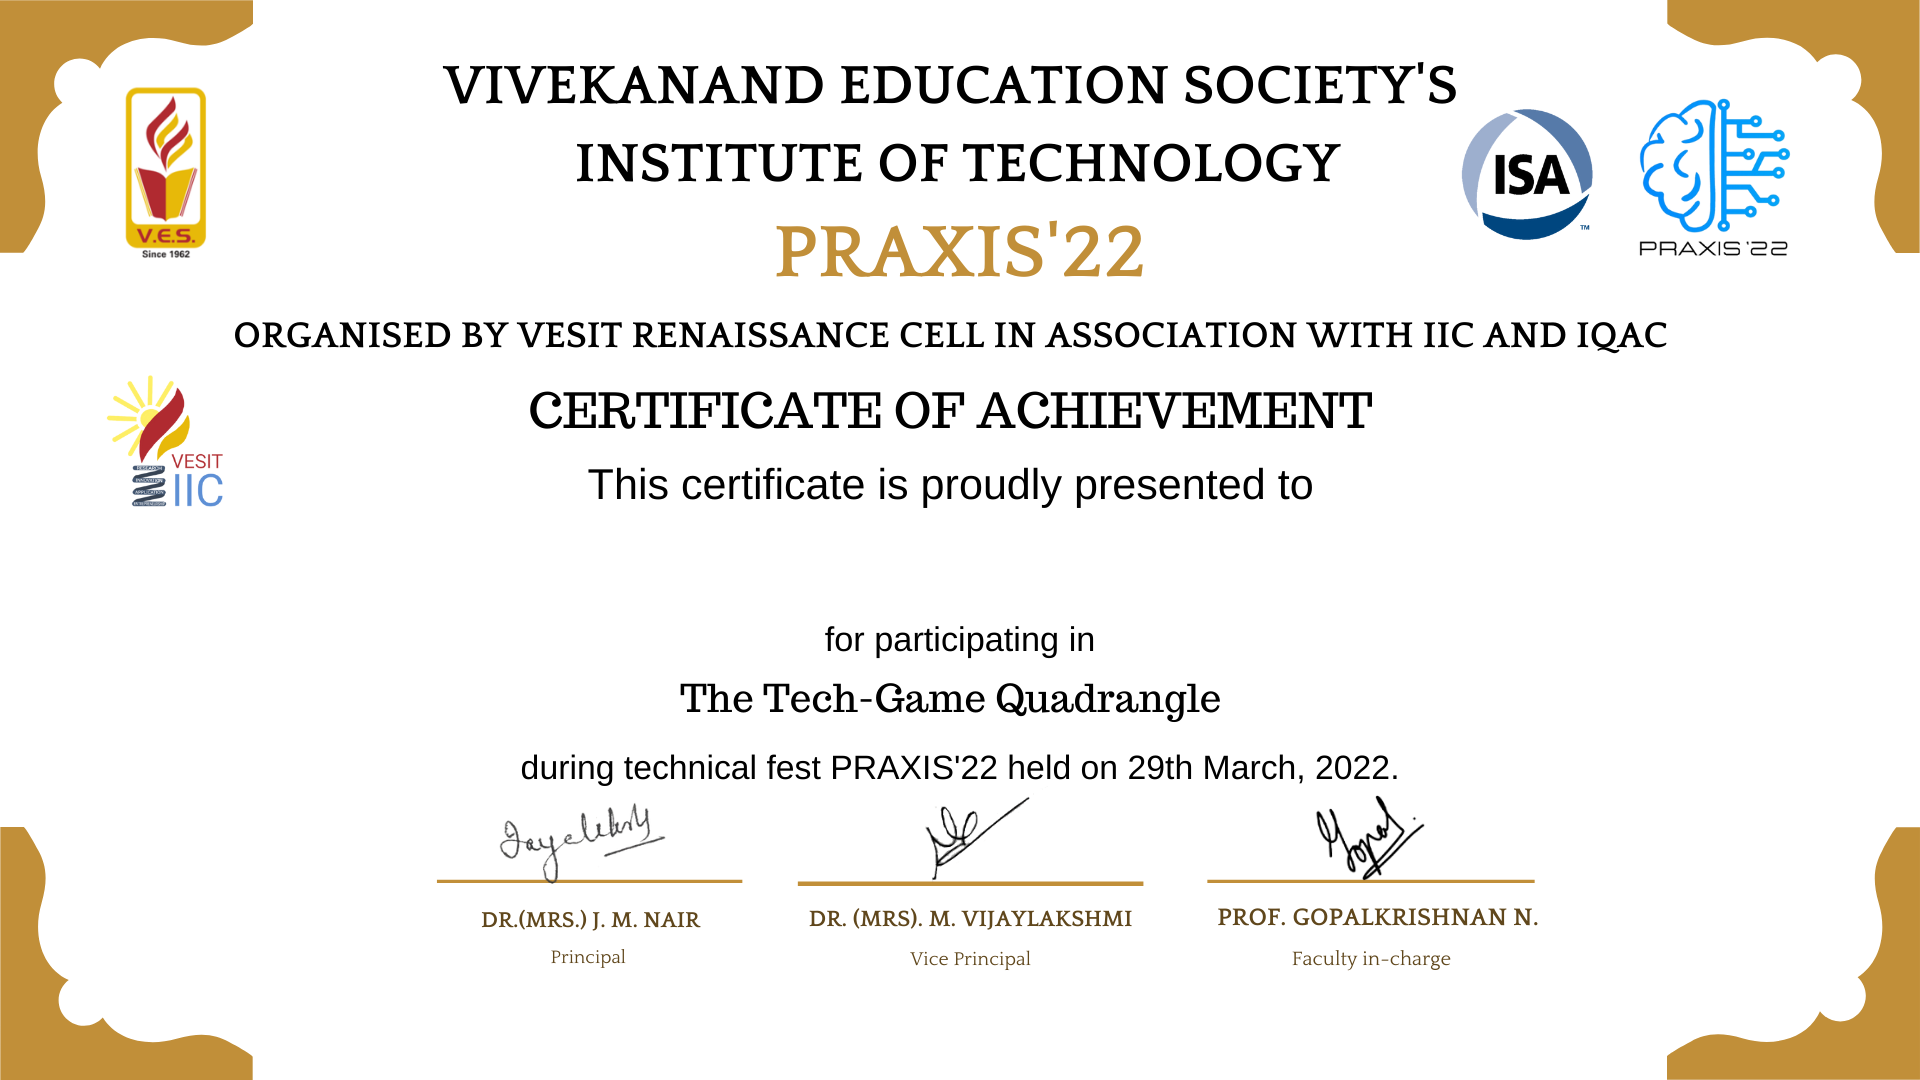 VIVEKANAND EDUCATION SOCIETY'S
INSTITUTE OF TECHNOLOGY
PRAXIS'22
V.E.S.
Since 1962
ISA
TM
PRAXIS'22
ORGANISED BY VESIT RENAISSANCE CELL IN ASSOCIATION WITH IIC AND IQAC
CERTIFICATE OF ACHIEVEMENT
VESIT
IIC
This certificate is proudly presented to
for participating in
The Tech-Game Quadrangle
during technical fest PRAXIS'22 held on 29th March, 2022.
DR.(MRS.) J. M. NAIR
DR. (MRS). M. VIJAYLAKSHMI
PROF. GOPALKRISHNAN N.
Principal
Vice Principal
Faculty in-charge